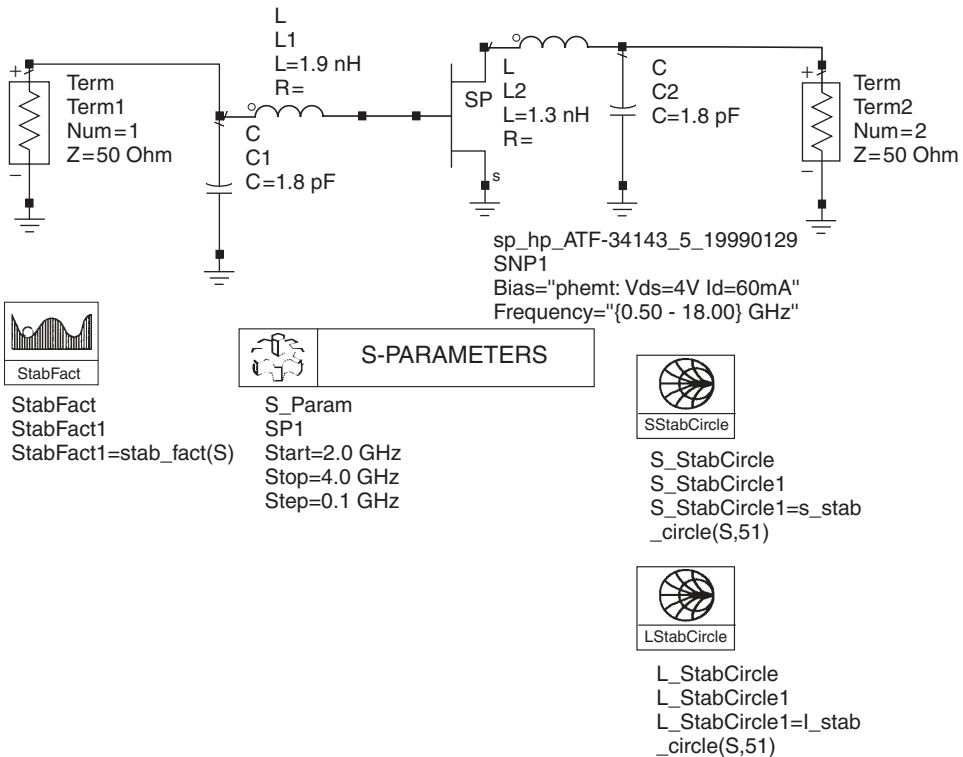 L
L1
L=1.9 nH
R=
+
Term
Term1
Num=1
Z=50 Ohm
−
C
C1
C=1.8 pF
SP
s
L
L2
L=1.3 nH
R=
C
C2
C=1.8 pF
+
Term
Term2
Num=2
Z=50 Ohm
−
sp_hp_ATF-34143_5_19990129
SNP1
Bias="phemt: Vds=4V Id=60mA"
Frequency="{0.50 - 18.00} GHz"
StabFact
StabFact
StabFact1
StabFact1=stab_fact(S)
S-PARAMETERS
S_Param
SP1
Start=2.0 GHz
Stop=4.0 GHz
Step=0.1 GHz
SStabCircle
S_StabCircle
S_StabCircle1
S_StabCircle1=s_stab
_circle(S,51)
LStabCircle
L_StabCircle
L_StabCircle1
L_StabCircle1=l_stab
_circle(S,51)